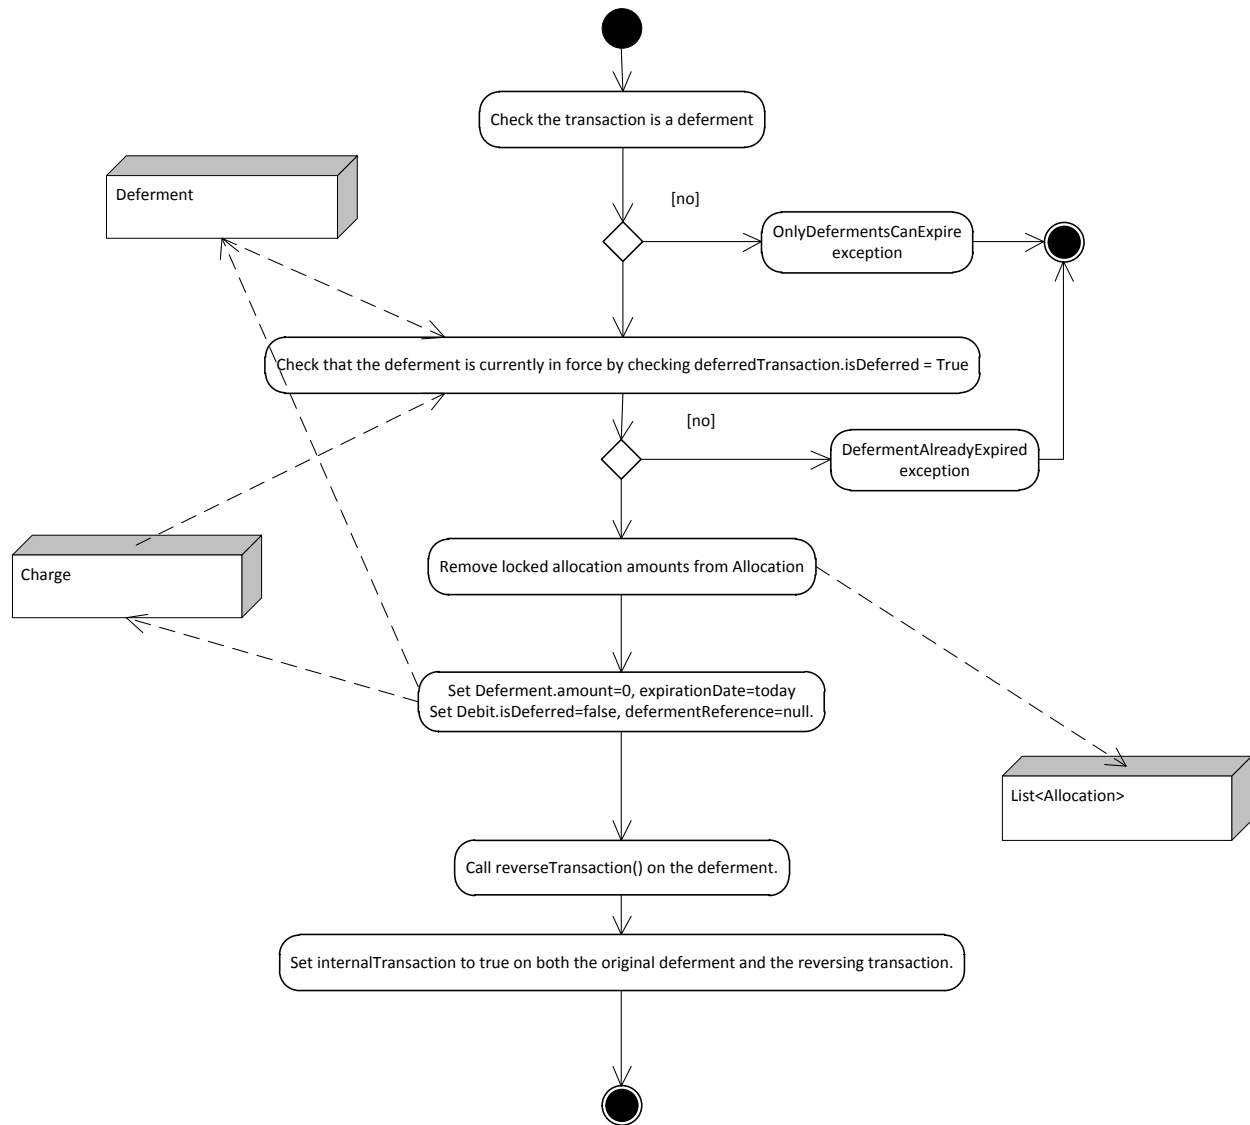 Check the transaction is a deferment
Deferment
[no]
OnlyDefermentsCanExpire
exception
Check that the deferment is currently in force by checking deferredTransaction.isDeferred = True
[no]
DefermentAlreadyExpired
exception
Charge
Remove locked allocation amounts from Allocation
Set Deferment.amount=0, expirationDate=today
Set Debit.isDeferred=false, defermentReference=null.
List<Allocation>
Call reverseTransaction() on the deferment.
Set internalTransaction to true on both the original deferment and the reversing transaction.